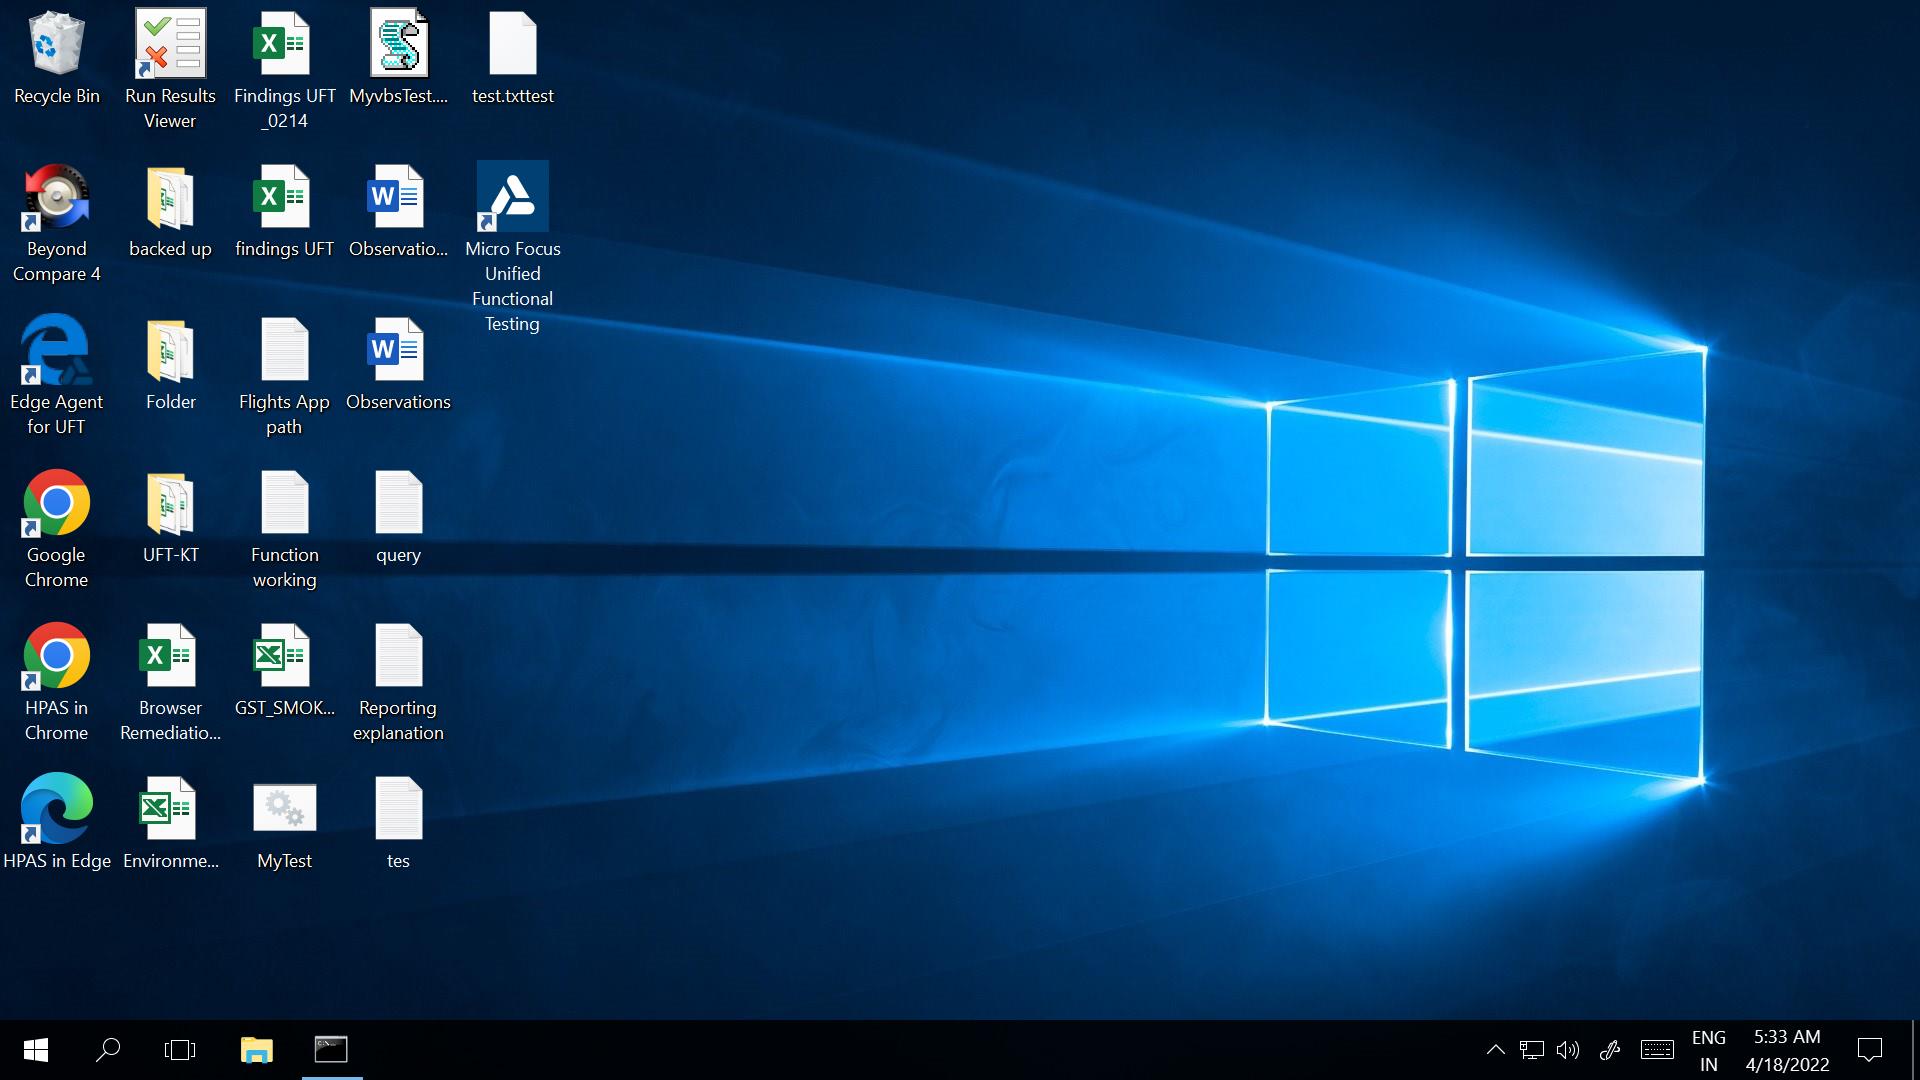 Recycle Bin
Run Results
Viewer
Findings UFT
_0214
MyvbsTest....
test.txttest
Beyond
Compare 4
backed up
findings UFT
Observatio...
Micro Focus
Unified
Functional
Testing
Edge Agent
for UFT
Folder
Flights App
path
Observations
Google
Chrome
UFT-KT
Function
working
query
HPAS in
Chrome
Browser
Remediatio...
GST_SMOK...
Reporting
explanation
HPAS in Edge
Environme...
MyTest
tes
ENG
IN
5:33 AM
4/18/2022